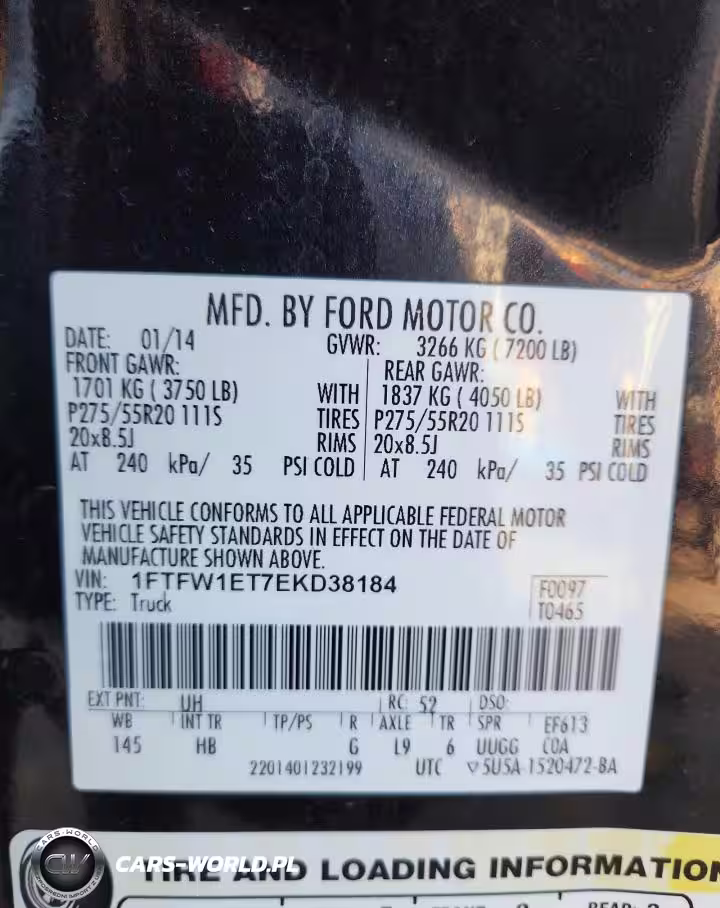 MFD. BY FORD MOTOR CO.
DATE: 01/14 GVWR: 3266 KG ( 7200 LB)
FRONT GAWR: REAR GAWR:
1701 KG ( 3750 LB) WITH 1837 KG ( 4050 LB) WITH
P275/55R20 111S TIRES P275/55R20 111S TIRES
20x8.5J RIMS 20x8.5J RIMS
AT 240 kPa/ 35 PSI COLD AT 240 kPa/ 35 PSI COLD
THIS VEHICLE CONFORMS TO ALL APPLICABLE FEDERAL MOTOR
VEHICLE SAFETY STANDARDS IN EFFECT ON THE DATE OF
MANUFACTURE SHOWN ABOVE.
VIN: 1FTFW1ET7EKD38184 F0097
TYPE: Truck T0465
EXT PNT: UH RC: 52 DSO:
WB INT TR TP/PS R AXLE TR SPR EF613
145 HB G L9 6 UUGG COA
2201401232199 UTC ▽5U5A-1520472-BA
TIRE AND LOADING INFORMATION
CARS-WORLD
CW
CARS-WORLD.PL